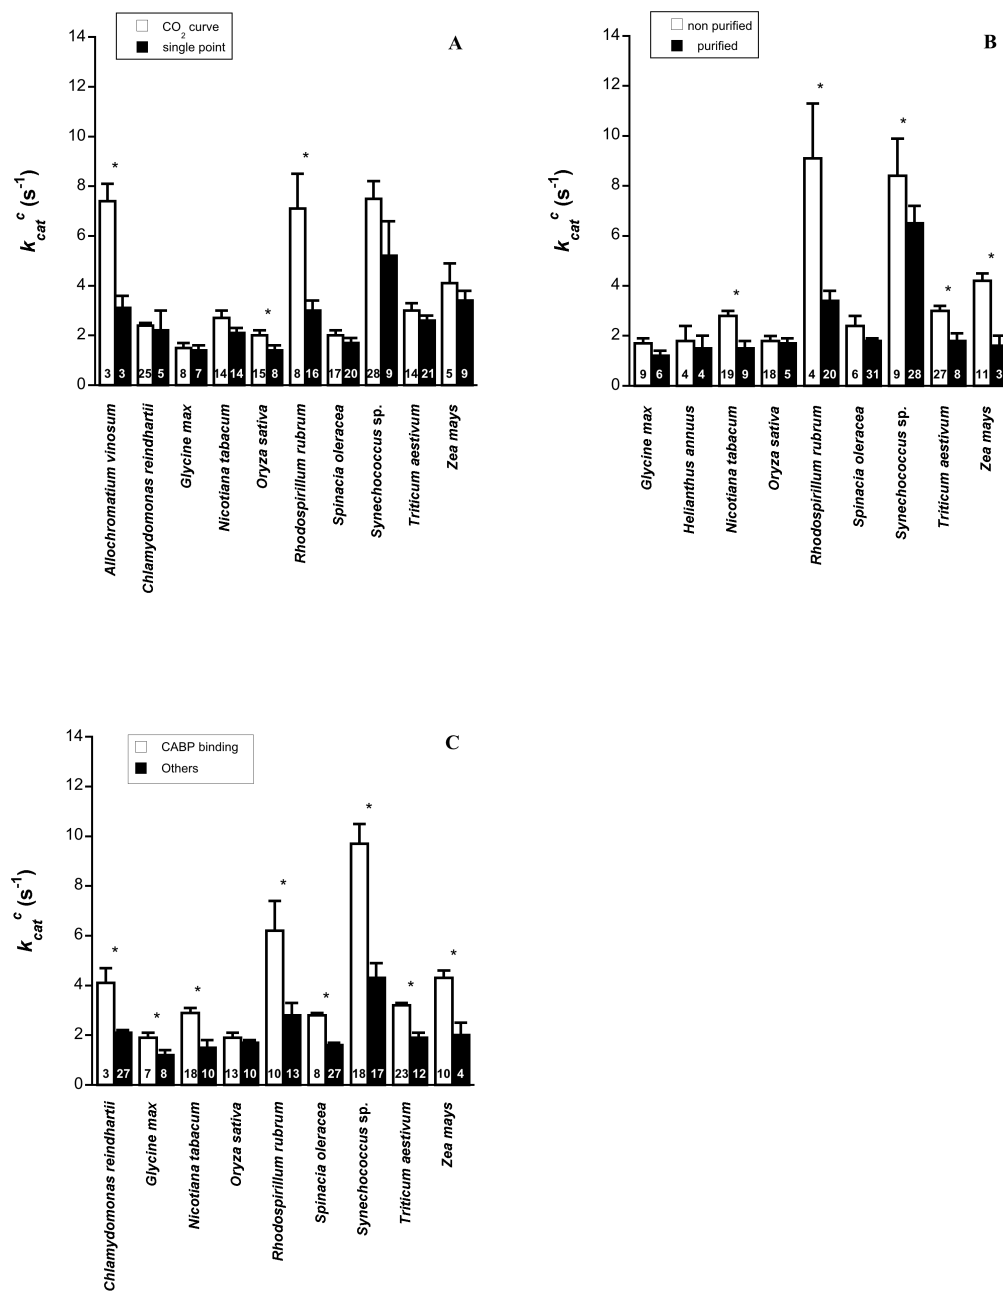 CO2 curve
single point
A
14
12
10
8
6
4
2
0
kcat c (s-1)
*
*
*
3 3 25 5 8 7 14 14 15 8 8 16 17 20 28 9 14 21 5 9
Allochromatium vinosum
Chlamydomonas reindhartii
Glycine max
Nicotiana tabacum
Oryza sativa
Rhodospirillum rubrum
Spinacia oleracea
Synechococcus sp.
Triticum aestivum
Zea mays
non purified
purified
B
14
12
10
8
6
4
2
0
kcat c (s-1)
*
*
*
*
*
9 6 4 4 19 9 18 5 4 20 6 31 9 28 27 8 11 3
Glycine max
Helianthus annuus
Nicotiana tabacum
Oryza sativa
Rhodospirillum rubrum
Spinacia oleracea
Synechococcus sp.
Triticum aestivum
Zea mays
CABP binding
Others
C
14
12
10
8
6
4
2
0
kcat c (s-1)
*
*
*
*
*
*
*
*
3 27 7 8 18 10 13 10 10 13 8 27 18 17 23 12 10 4
Chlamydomonas reindhartii
Glycine max
Nicotiana tabacum
Oryza sativa
Rhodospirillum rubrum
Spinacia oleracea
Synechococcus sp.
Triticum aestivum
Zea mays